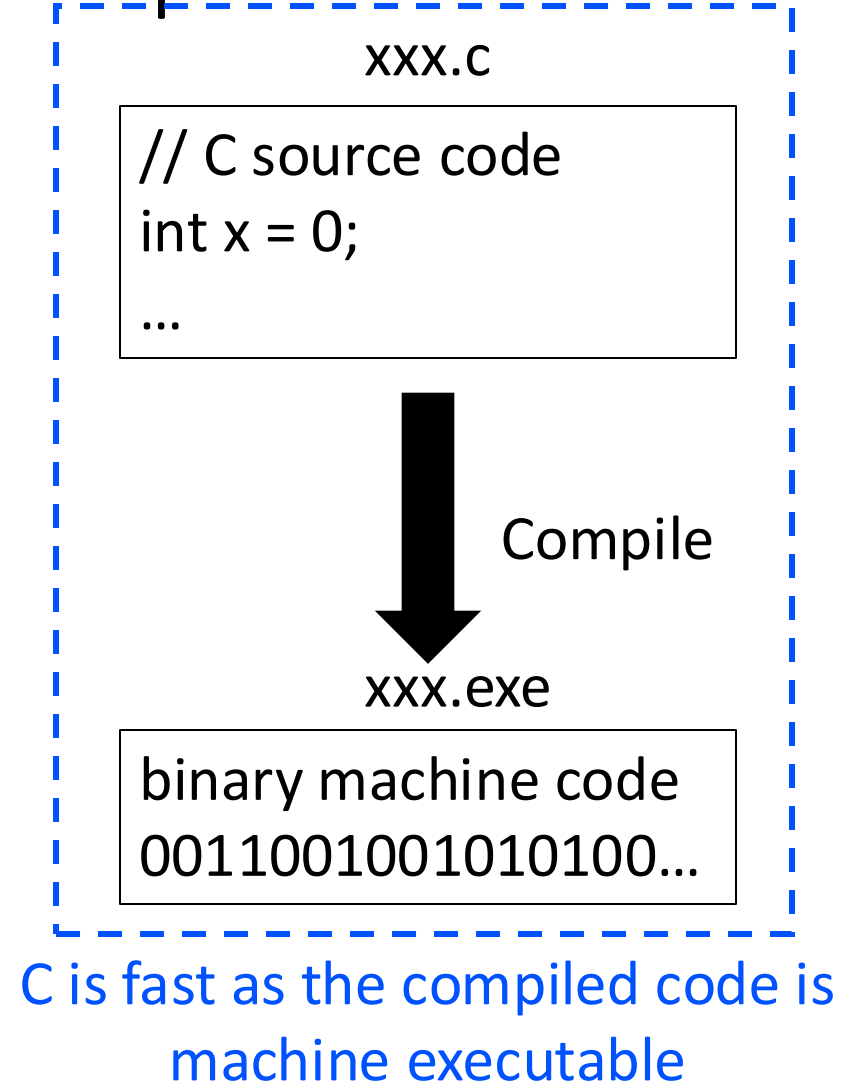 xxx.c
// C source code
int x = 0;
...
Compile
xxx.exe
binary machine code
0011001001010100...
C is fast as the compiled code is
machine executable